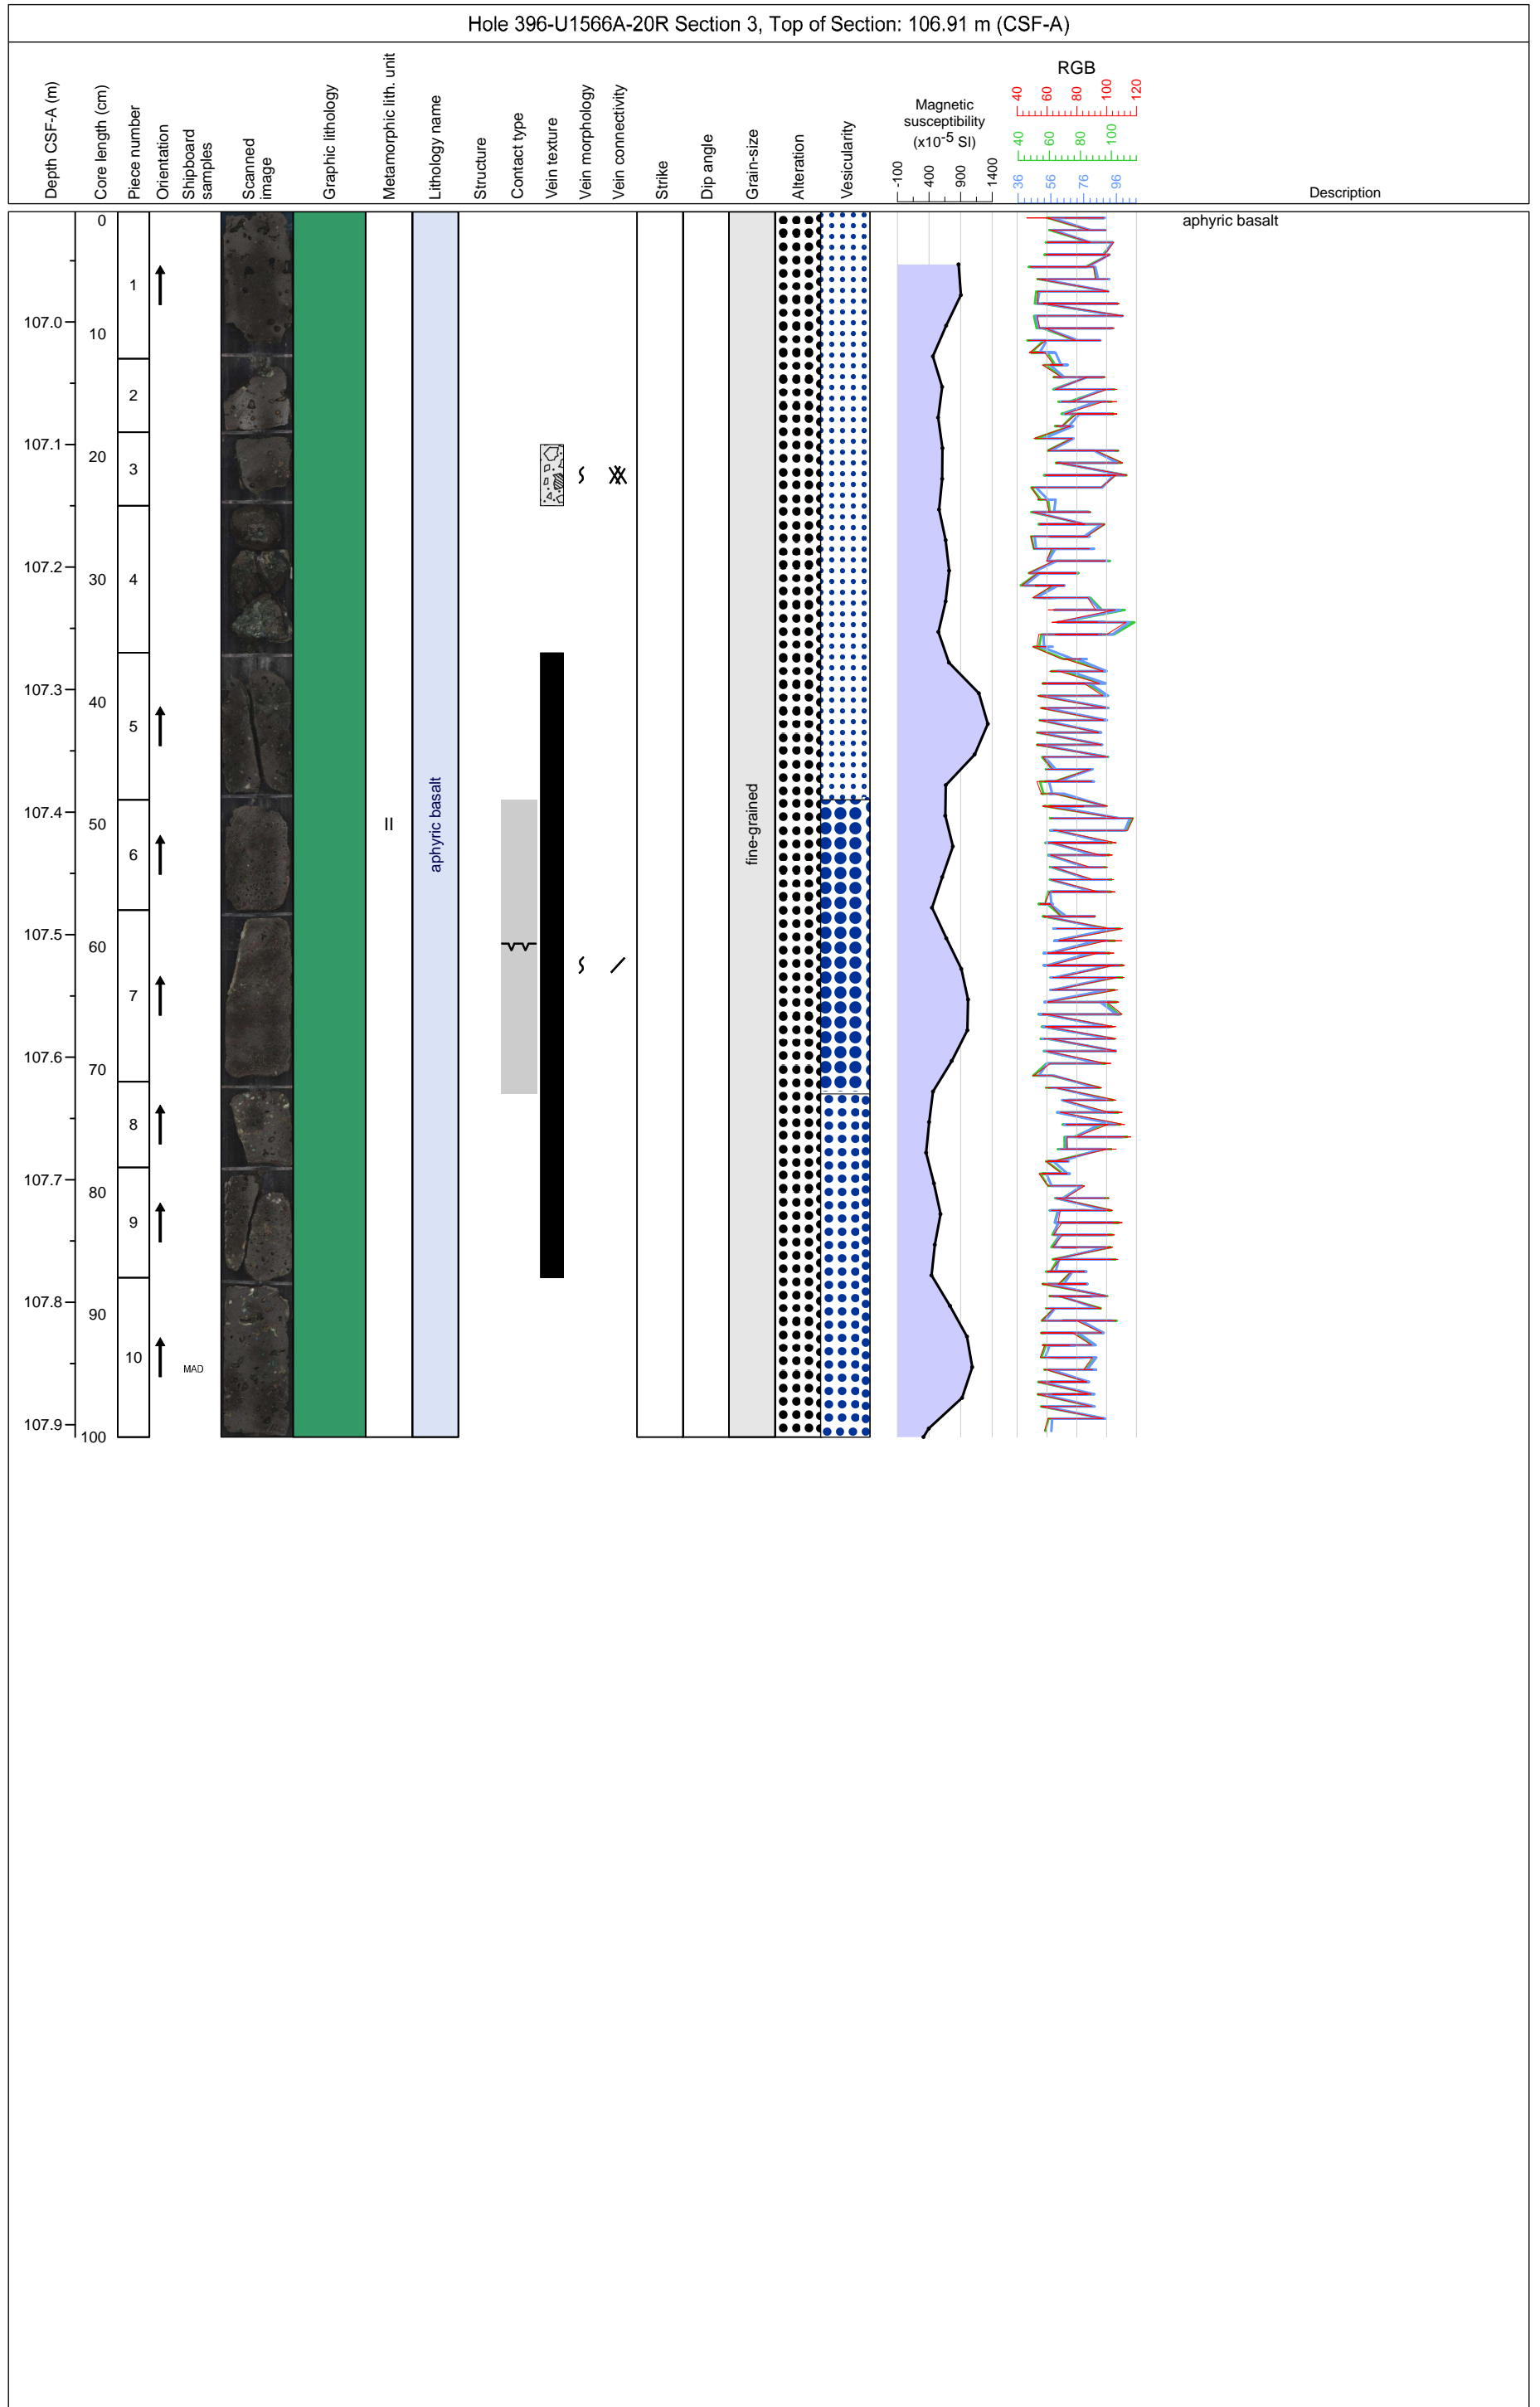 Hole 396-U1566A-20R Section 3, Top of Section: 106.91 m (CSF-A)
Depth CSF-A (m)
Core length (cm)
Piece number
Orientation
Shipboard
samples
Scanned
image
Graphic lithology
Metamorphic lith. unit
Lithology name
Structure
Contact type
Vein texture
Vein morphology
Vein connectivity
Strike
Dip angle
Grain-size
Alteration
Vesicularity
Magnetic
susceptibility
(x10-5 SI)
-100 400 900 1400
RGB
40 60 80 100 120
40 60 80 100
36 56 76 96
Description
aphyric basalt
107.0
107.1
107.2
107.3
107.4
107.5
107.6
107.7
107.8
107.9
0
10
20
30
40
50
60
70
80
90
100
1
2
3
4
5
6
7
8
9
10
MAD
II
aphyric basalt
fine-grained